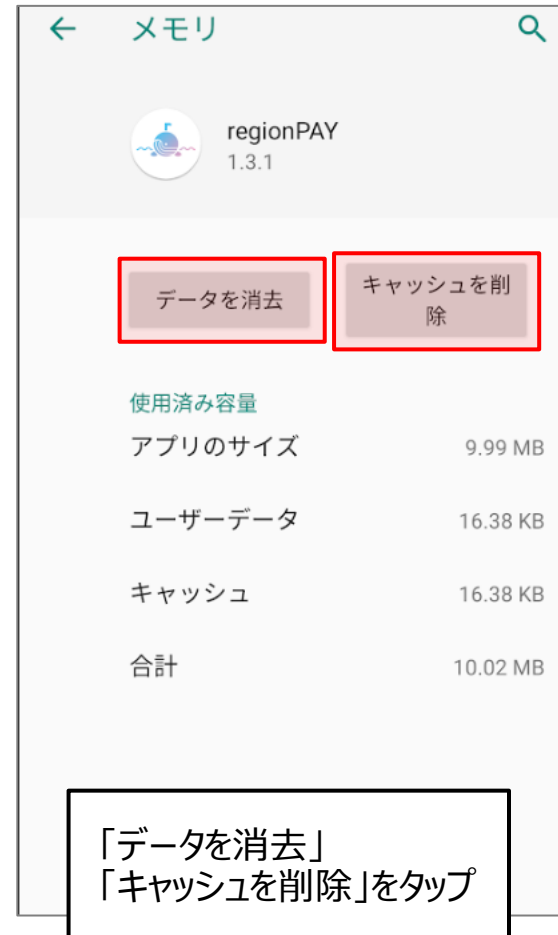 メモリ
regionPAY
1.3.1
データを消去
キャッシュを削
除
使用済み容量
アプリのサイズ 9.99 MB
ユーザーデータ 16.38 KB
キャッシュ 16.38 KB
合計 10.02 MB
「データを消去」
「キャッシュを削除」をタップ